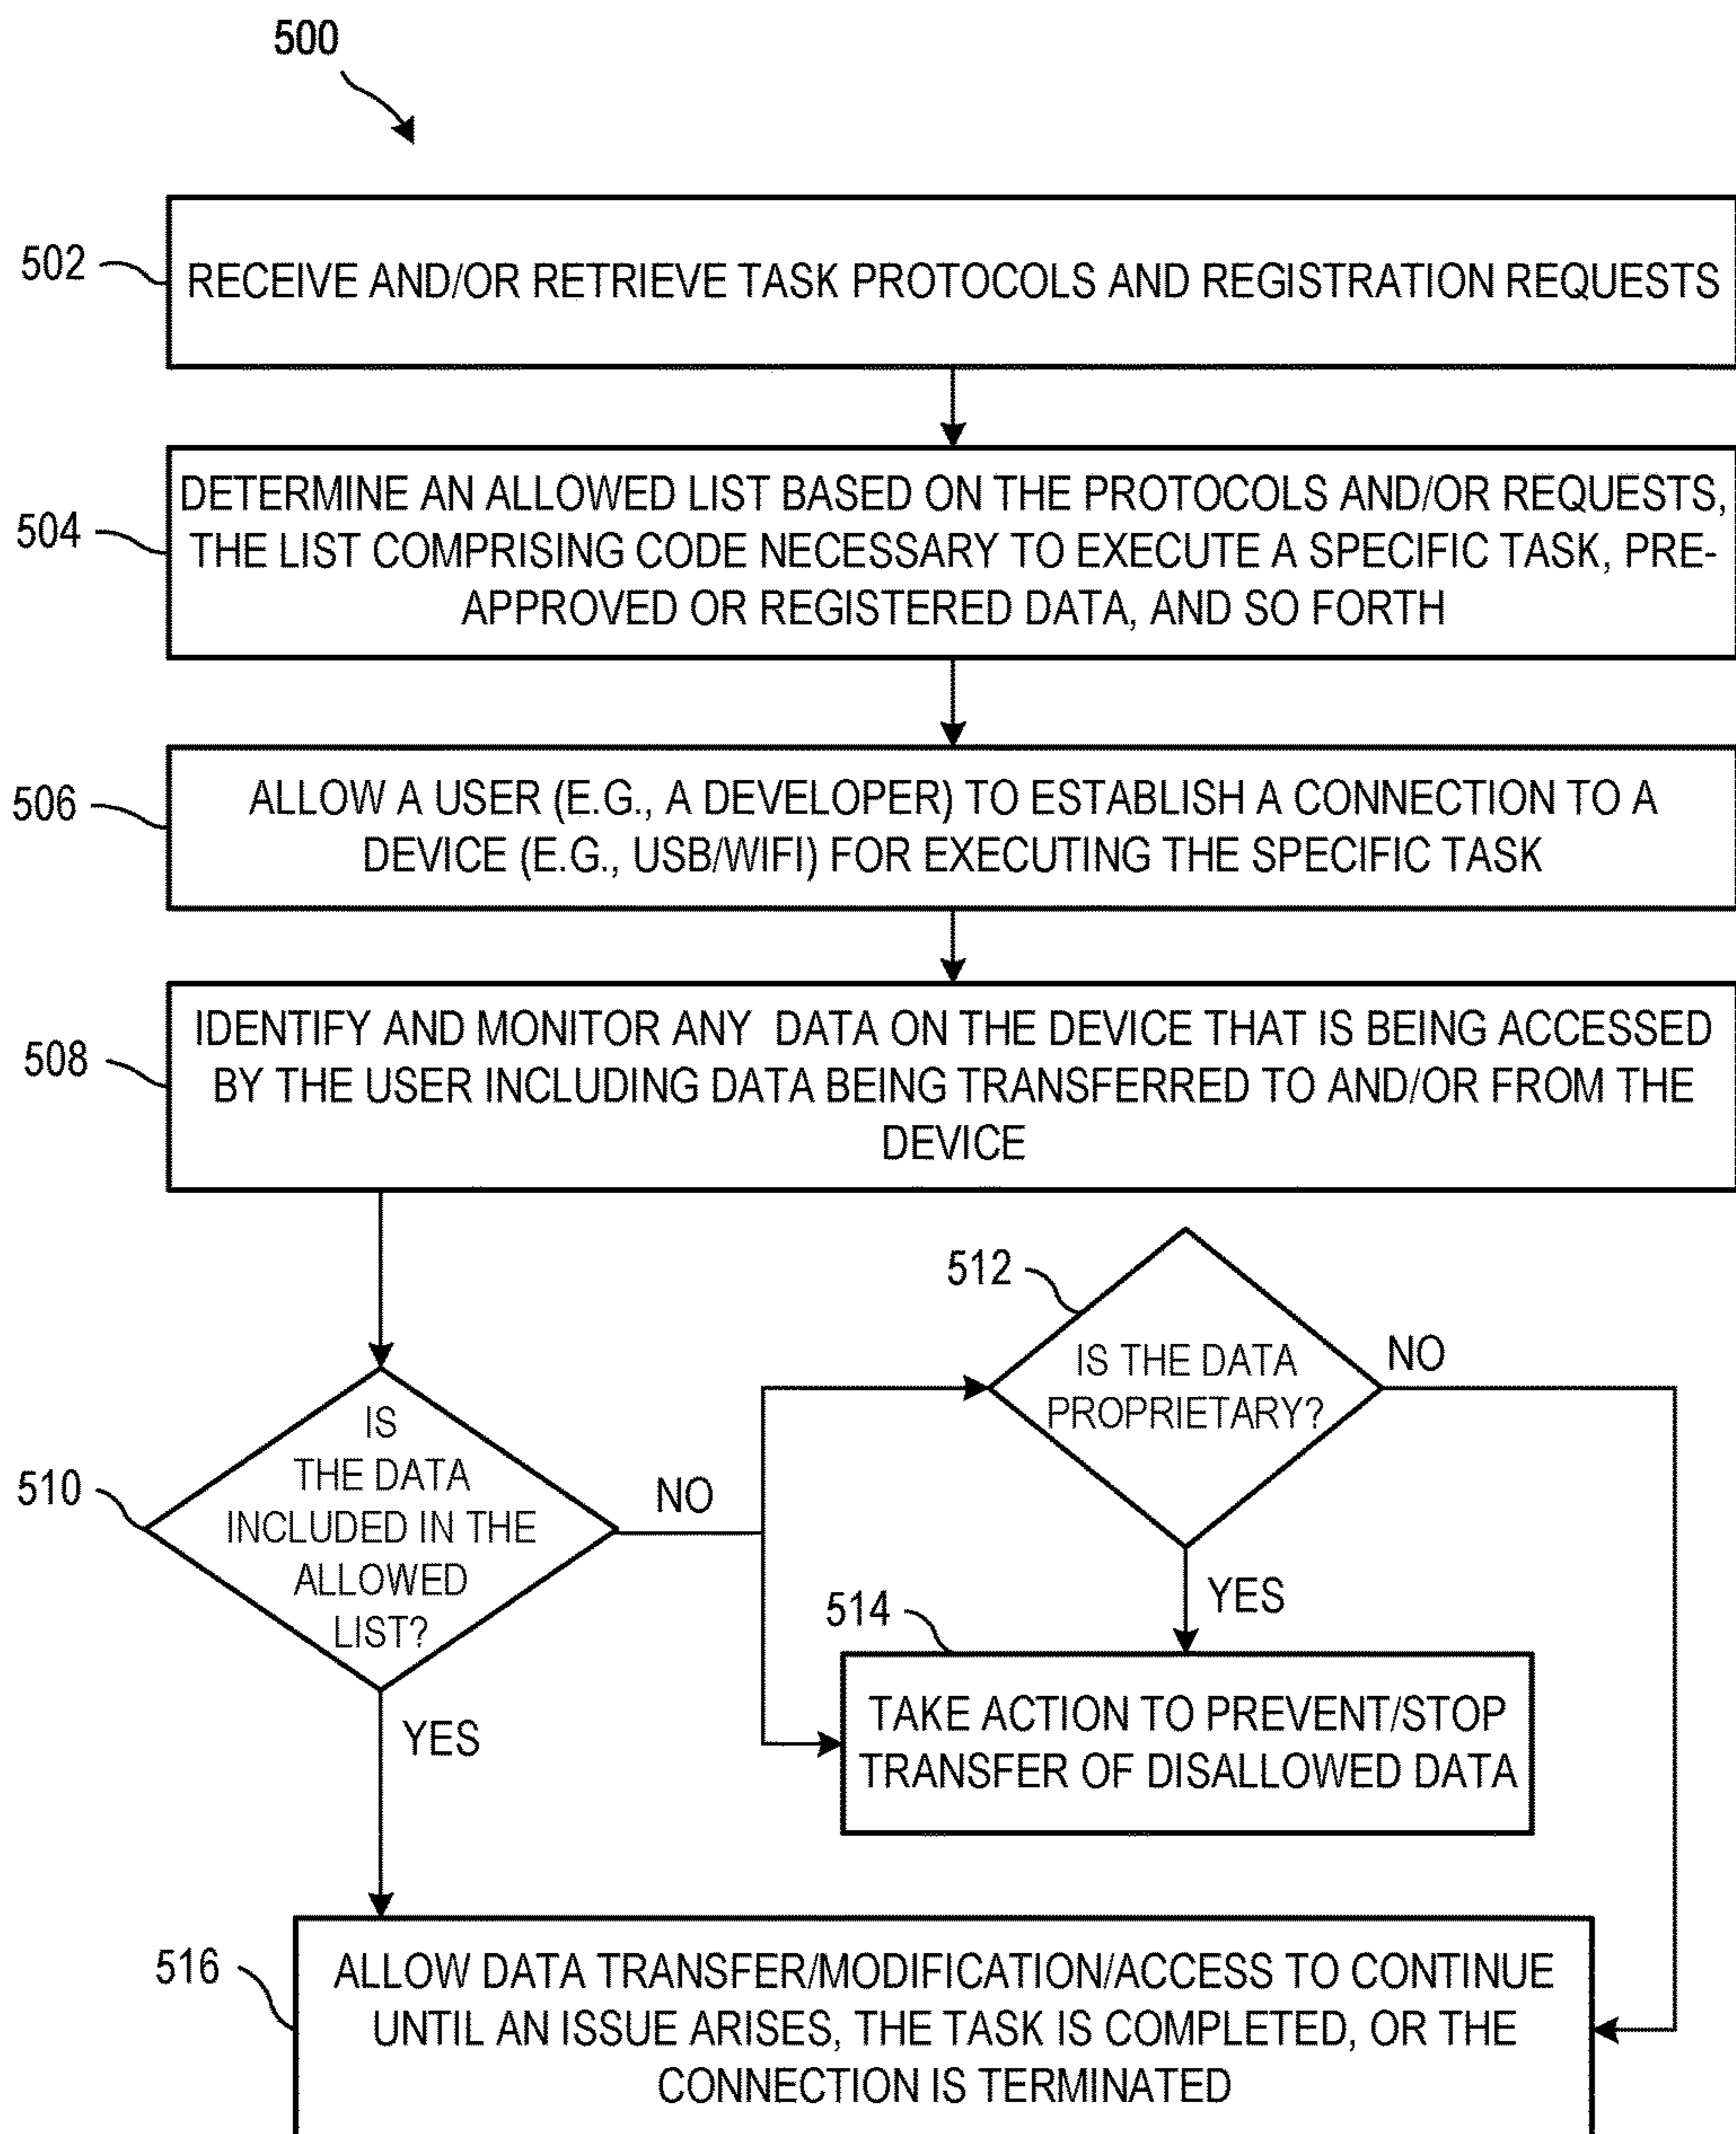 500
502
RECEIVE AND/OR RETRIEVE TASK PROTOCOLS AND REGISTRATION REQUESTS
504
DETERMINE AN ALLOWED LIST BASED ON THE PROTOCOLS AND/OR REQUESTS,
THE LIST COMPRISING CODE NECESSARY TO EXECUTE A SPECIFIC TASK, PRE-
APPROVED OR REGISTERED DATA, AND SO FORTH
506
ALLOW A USER (E.G., A DEVELOPER) TO ESTABLISH A CONNECTION TO A
DEVICE (E.G., USB/WIFI) FOR EXECUTING THE SPECIFIC TASK
508
IDENTIFY AND MONITOR ANY DATA ON THE DEVICE THAT IS BEING ACCESSED
BY THE USER INCLUDING DATA BEING TRANSFERRED TO AND/OR FROM THE
DEVICE
510
IS
THE DATA
INCLUDED IN THE
ALLOWED
LIST?
NO
YES
512
IS THE DATA
PROPRIETARY?
NO
YES
514
TAKE ACTION TO PREVENT/STOP
TRANSFER OF DISALLOWED DATA
516
ALLOW DATA TRANSFER/MODIFICATION/ACCESS TO CONTINUE
UNTIL AN ISSUE ARISES, THE TASK IS COMPLETED, OR THE
CONNECTION IS TERMINATED